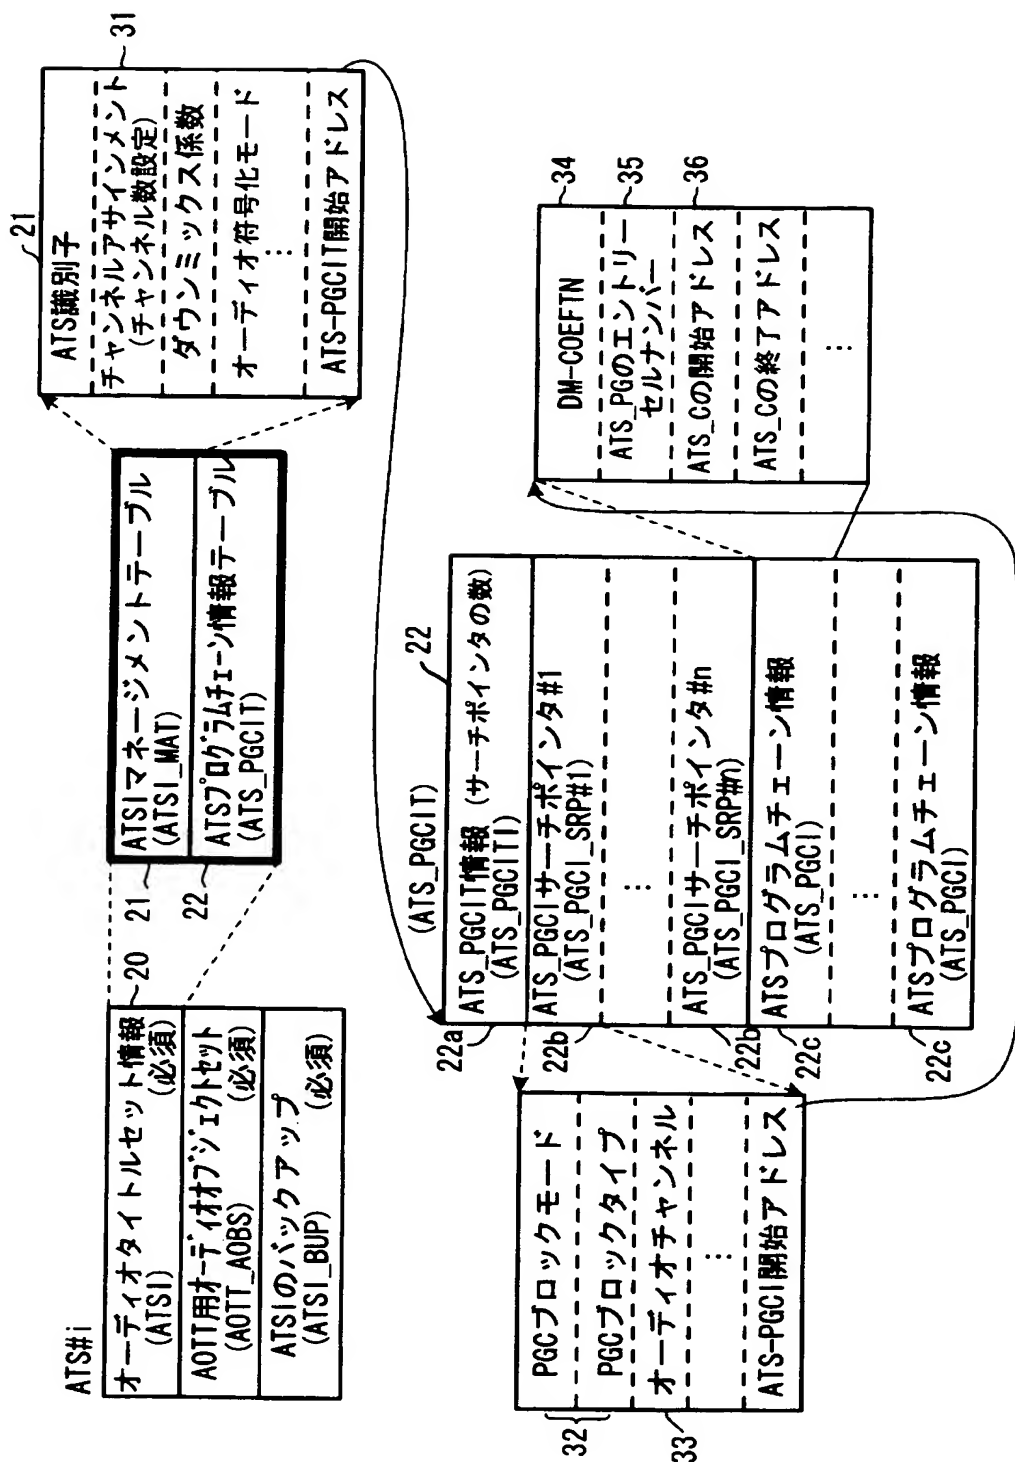 ATS#i
オーディオタイトルセット情報
(ATSI) (必須)
AOTT用オーディオオブジェクトセット
(AOTT_AOBS) (必須)
ATSIのバックアップ
(ATSI_BUP) (必須)
20
ATSIマネージメントテーブル
(ATSI_MAT)
ATSプログラムチェーン情報テーブル
(ATS_PGCIT)
21
22
21
ATS識別子
チャンネルアサインメント
(チャンネル数設定)
ダウンミックス係数
オーディオ符号化モード
⋮
ATS-PGCIT開始アドレス
31
(ATS_PGCIT)
22
ATS_PGCIT情報 (サーチポインタの数)
(ATS_PGCITI)
ATS_PGCIサーチポインタ#1
(ATS_PGCI_SRP#1)
⋮
ATS_PGCIサーチポインタ#n
(ATS_PGCI_SRP#n)
ATSプログラムチェーン情報
(ATS_PGCI)
⋮
ATSプログラムチェーン情報
(ATS_PGCI)
22a
22b
22b
22c
22c
PGCブロックモード
PGCブロックタイプ
オーディオチャンネル
⋮
ATS-PGCI開始アドレス
32
33
DM-COEFTN
ATS_PGのエントリー
セルナンバー
ATS_Cの開始アドレス
ATS_Cの終了アドレス
⋮
34
35
36